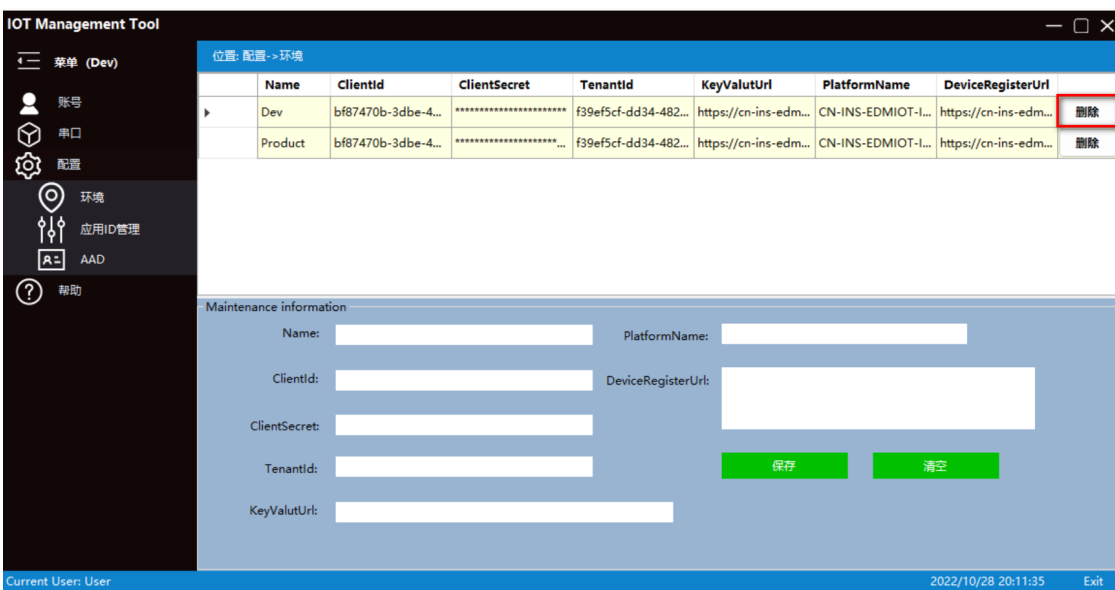 IOT Management Tool
菜单 (Dev)
位置: 配置->环境
账号
串口
配置
环境
应用ID管理
AAD
帮助
Name ClientId ClientSecret TenantId KeyValutUrl PlatformName DeviceRegisterUrl
Dev bf87470b-3dbe-4... *********************** f39ef5cf-dd34-482... https://cn-ins-edm... CN-INS-EDMIOT-I... https://cn-ins-edm... 删除
Product bf87470b-3dbe-4... *********************... f39ef5cf-dd34-482... https://cn-ins-edm... CN-INS-EDMIOT-I... https://cn-ins-edm... 删除
Maintenance information
Name: PlatformName:
ClientId: DeviceRegisterUrl:
ClientSecret:
TenantId: 保存 清空
KeyValutUrl:
Current User: User 2022/10/28 20:11:35 Exit